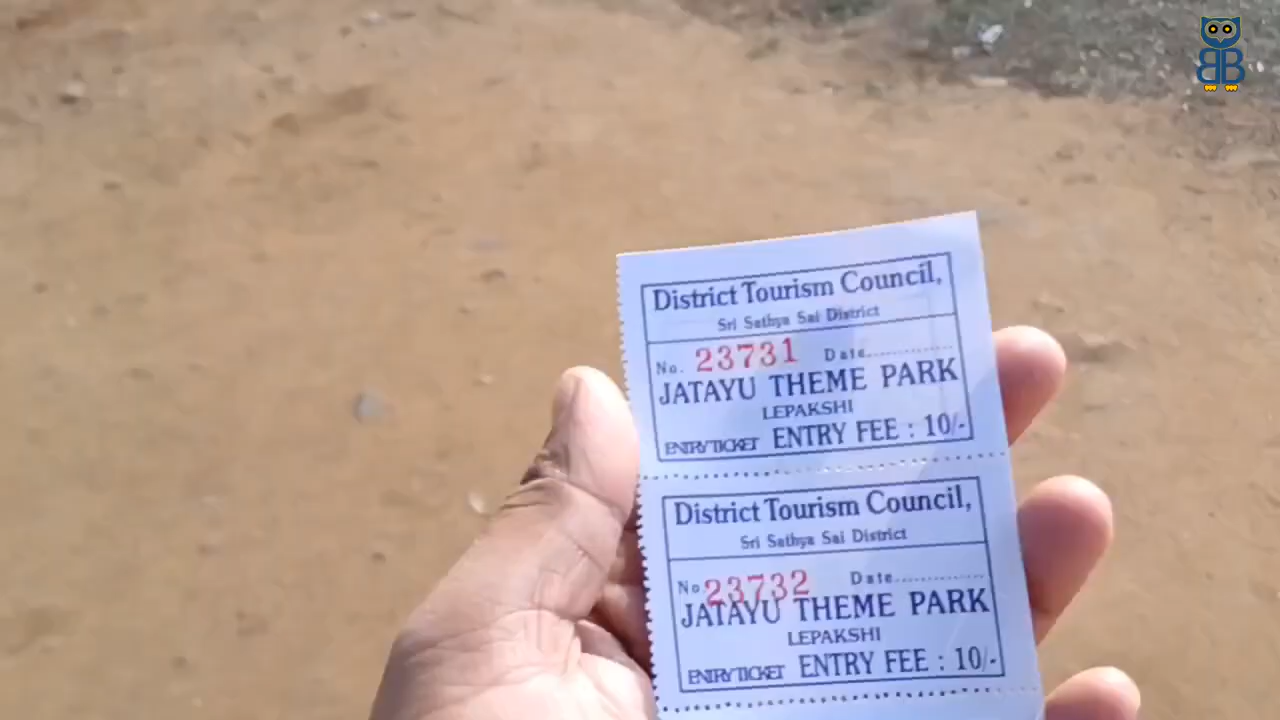 BB
District Tourism Council,
Sri Sathya Sai District
No. 23731 Date..................
JATAYU THEME PARK
LEPAKSHI
ENTRY TICKET ENTRY FEE : 10/-
District Tourism Council,
Sri Sathya Sai District
No 23732 Date..................
JATAYU THEME PARK
LEPAKSHI
ENTRY TICKET ENTRY FEE : 10/-